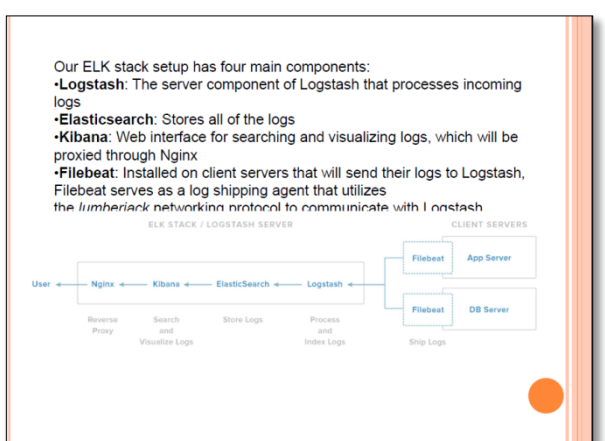 Our ELK stack setup has four main components:
•Logstash: The server component of Logstash that processes incoming
logs
•Elasticsearch: Stores all of the logs
•Kibana: Web interface for searching and visualizing logs, which will be
proxied through Nginx
•Filebeat: Installed on client servers that will send their logs to Logstash,
Filebeat serves as a log shipping agent that utilizes
the lumberjack networking protocol to communicate with Logstash
ELK STACK / LOGSTASH SERVER
CLIENT SERVERS
Filebeat App Server
User Nginx Kibana ElasticSearch Logstash
Filebeat DB Server
Reverse
Proxy
Search
and
Visualize Logs
Store Logs
Process
and
Index Logs
Ship Logs